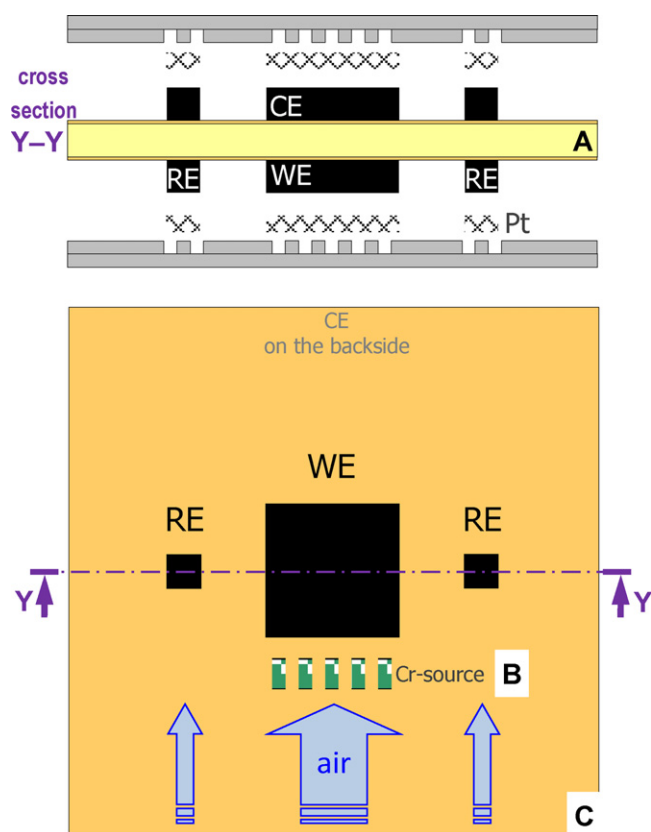 cross
section
Y–Y
CE
A
RE
WE
RE
Pt
CE
on the backside
WE
RE
RE
Y
Y
Cr-source
B
air
C